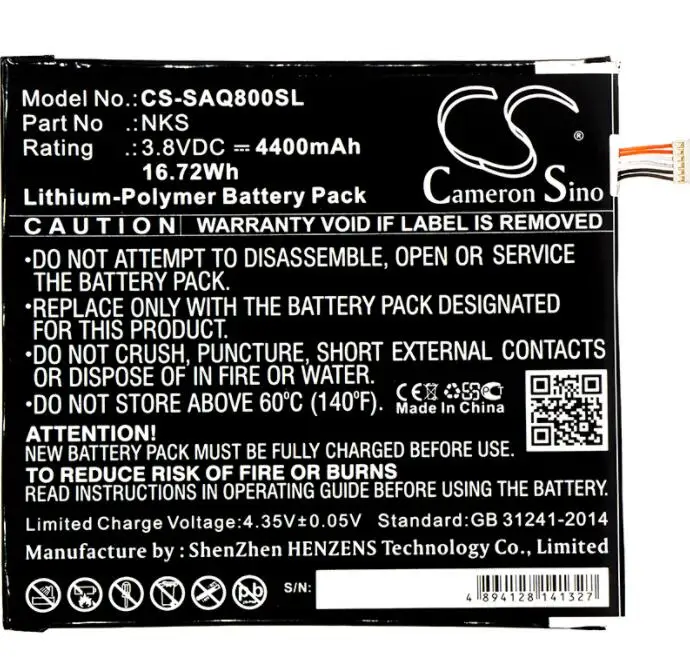 Model No.: CS-SAQ800SL
Part No :NKS
Rating :3.8VDC ⎓ 4400mAh
16.72Wh
Lithium-Polymer Battery Pack
Cameron Sino®
CAUTION WARRANTY VOID IF LABEL IS REMOVED
•DO NOT ATTEMPT TO DISASSEMBLE, OPEN OR SERVICE
THE BATTERY PACK.
•REPLACE ONLY WITH THE BATTERY PACK DESIGNATED
FOR THIS PRODUCT.
•DO NOT CRUSH, PUNCTURE, SHORT EXTERNAL CONTACTS
OR DISPOSE OF IN FIRE OR WATER.
•DO NOT STORE ABOVE 60°C (140°F).
CE
Made In China
ATTENTION!
NEW BATTERY PACK MUST BE FULLY CHARGED BEFORE USE
TO REDUCE RISK OF FIRE OR BURNS
READ INSTRUCTIONS IN OPERATING GUIDE BEFORE USING THE BATTERY.
Limited Charge Voltage:4.35V±0.05V Standard:GB 31241-2014
Manufacture by : ShenZhen HENZENS Technology Co., Ltd.
Pb
S/N:
4 894128 141327